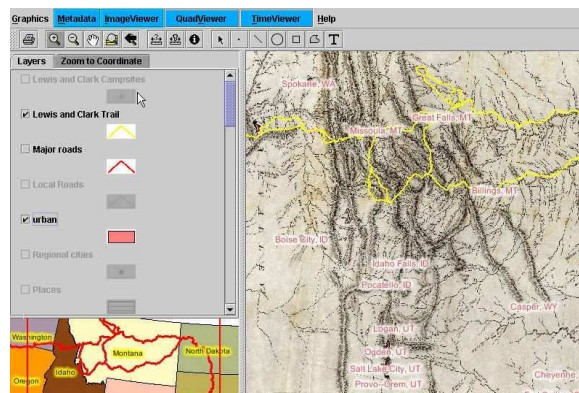 Graphics Metadata ImageViewer QuadViewer TimeViewer Help
T
Layers Zoom to Coordinate
Lewis and Clark Campsites
Lewis and Clark Trail
Major roads
Local Roads
urban
Regional cities
Places
Washington
Montana
North Dakota
Idaho
Oregon
Spokane, WA
Great Falls, MT
Missoula, MT
Billings, MT
Boise City, ID
Idaho Falls, ID
Pocatello, ID
Casper, WY
Logan, UT
Ogden, UT
Salt Lake City, UT
Cheyenne,
Provo-Orem, UT